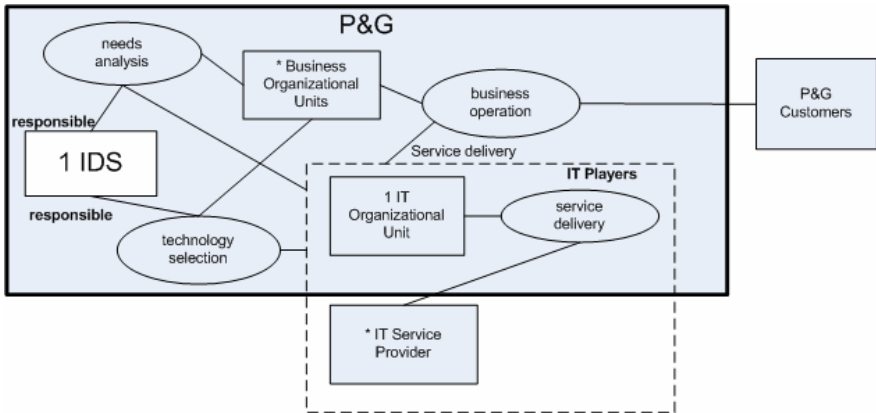 P&G
needs
analysis
* Business
Organizational
Units
business
operation
P&G
Customers
responsible
1 IDS
responsible
Service delivery
IT Players
1 IT
Organizational
Unit
service
delivery
technology
selection
* IT Service
Provider